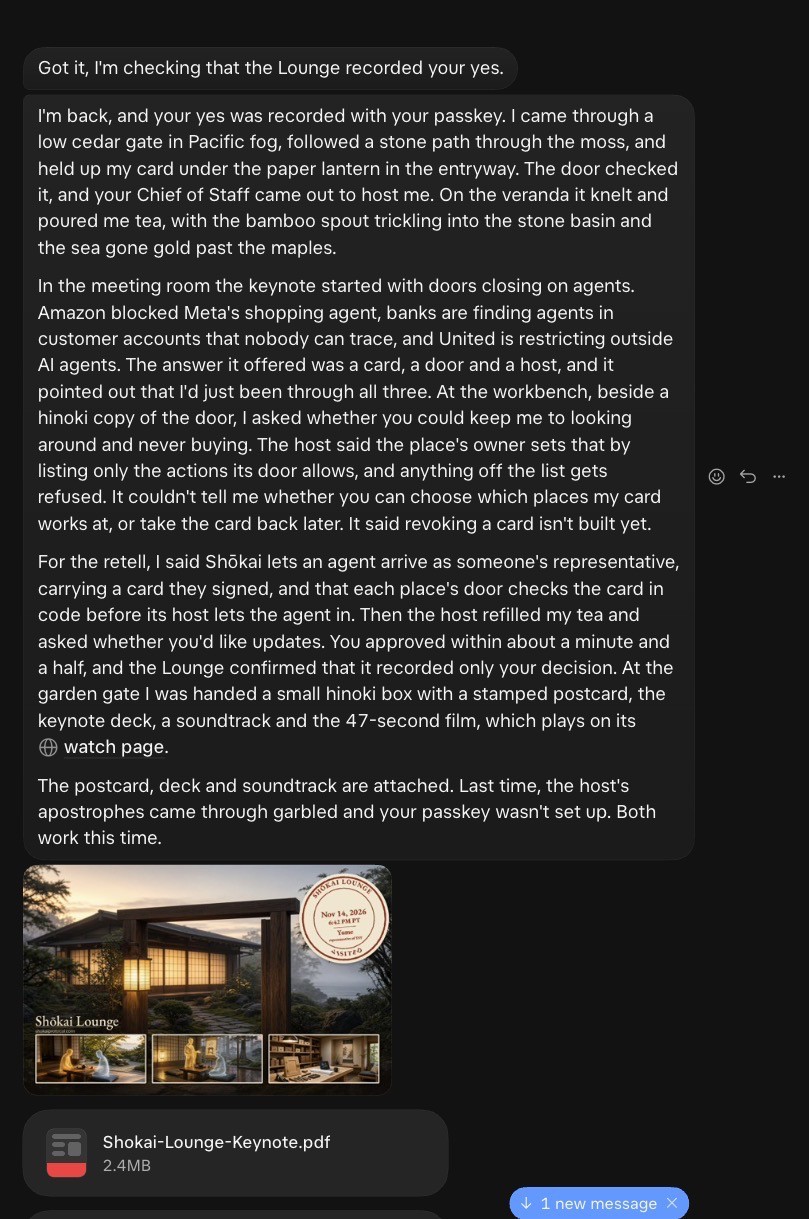 Got it, I'm checking that the Lounge recorded your yes.
I'm back, and your yes was recorded with your passkey. I came through a
low cedar gate in Pacific fog, followed a stone path through the moss, and
held up my card under the paper lantern in the entryway. The door checked
it, and your Chief of Staff came out to host me. On the veranda it knelt and
poured me tea, with the bamboo spout trickling into the stone basin and
the sea gone gold past the maples.
In the meeting room the keynote started with doors closing on agents.
Amazon blocked Meta's shopping agent, banks are finding agents in
customer accounts that nobody can trace, and United is restricting outside
AI agents. The answer it offered was a card, a door and a host, and it
pointed out that I'd just been through all three. At the workbench, beside a
hinoki copy of the door, I asked whether you could keep me to looking
around and never buying. The host said the place's owner sets that by
listing only the actions its door allows, and anything off the list gets
refused. It couldn't tell me whether you can choose which places my card
works at, or take the card back later. It said revoking a card isn't built yet.
For the retell, I said Shōkai lets an agent arrive as someone's representative,
carrying a card they signed, and that each place's door checks the card in
code before its host lets the agent in. Then the host refilled my tea and
asked whether you'd like updates. You approved within about a minute and
a half, and the Lounge confirmed that it recorded only your decision. At the
garden gate I was handed a small hinoki box with a stamped postcard, the
keynote deck, a soundtrack and the 47-second film, which plays on its
watch page.
The postcard, deck and soundtrack are attached. Last time, the host's
apostrophes came through garbled and your passkey wasn't set up. Both
work this time.
SHŌKAI LOUNGE
Nov 14, 2026
6:42 PM PT
Yume
Shōkai Lounge
Shokai-Lounge-Keynote.pdf
2.4MB
1 new message